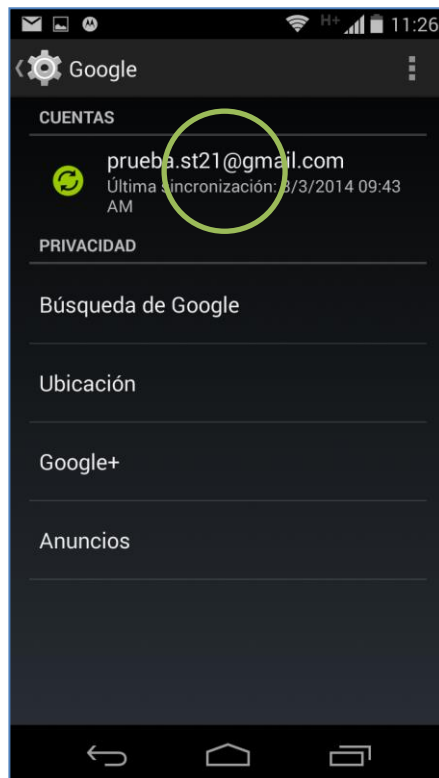 H+ 11:26
Google
CUENTAS
prueba.st21@gmail.com
Última sincronización: 3/3/2014 09:43
AM
PRIVACIDAD
Búsqueda de Google
Ubicación
Google+
Anuncios